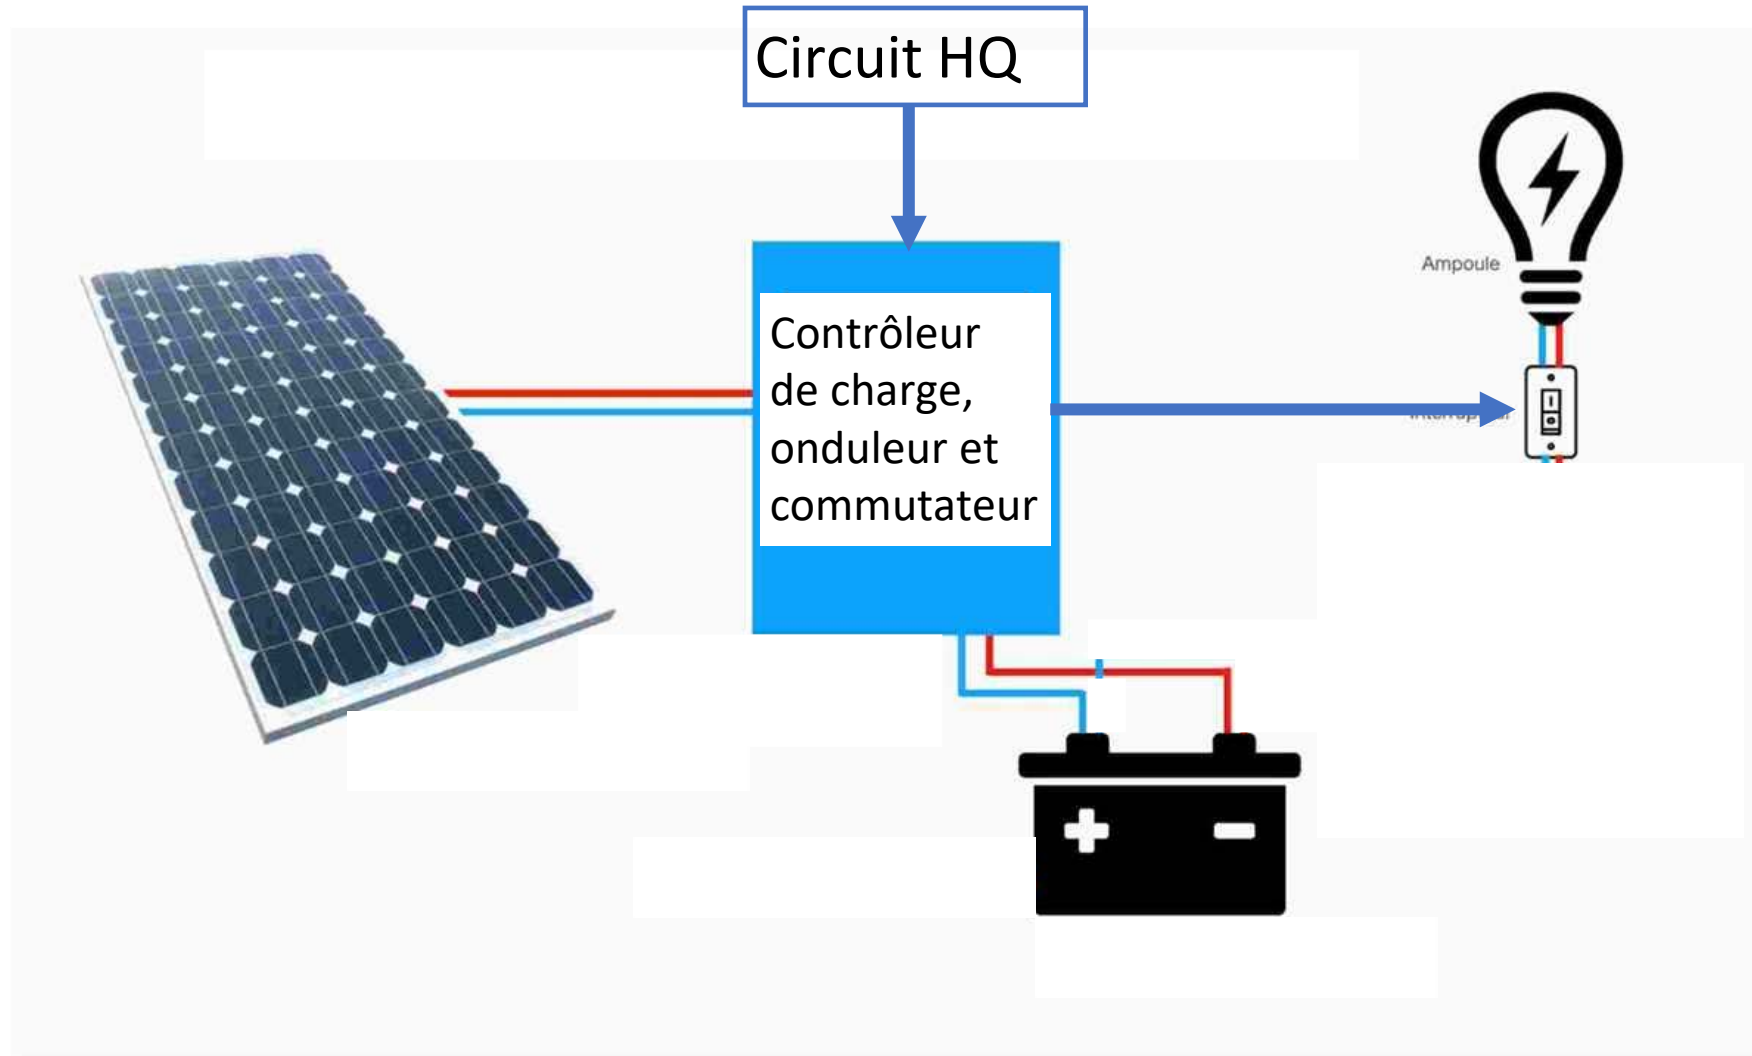 Circuit HQ
Contrôleur
de charge,
onduleur et
commutateur
Ampoule